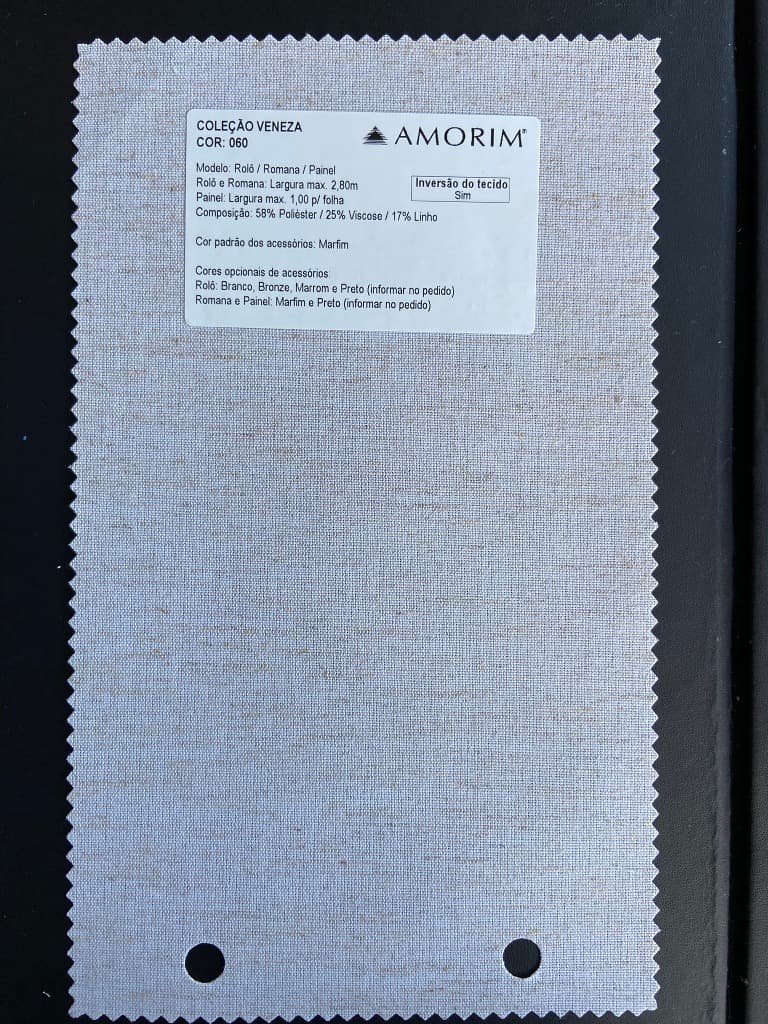 COLEÇÃO VENEZA
COR: 060
AMORIM®
Modelo: Rolô / Romana / Painel
Rolô e Romana: Largura max. 2,80m
Painel: Largura max. 1,00 p/ folha
Composição: 58% Poliéster / 25% Viscose / 17% Linho
Inversão do tecido
Sim
Cor padrão dos acessórios: Marfim
Cores opcionais de acessórios:
Rolô: Branco, Bronze, Marrom e Preto (informar no pedido)
Romana e Painel: Marfim e Preto (informar no pedido)